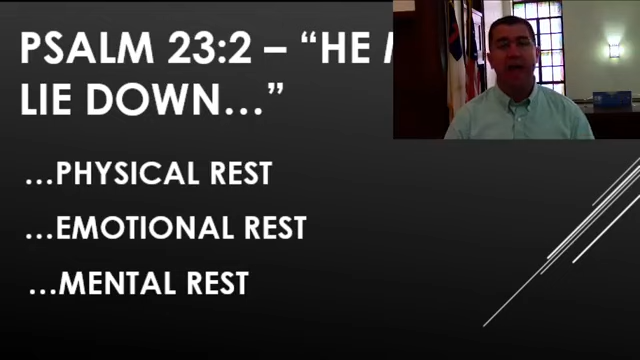 PSALM 23:2 – “HE
LIE DOWN…”
…PHYSICAL REST
…EMOTIONAL REST
…MENTAL REST